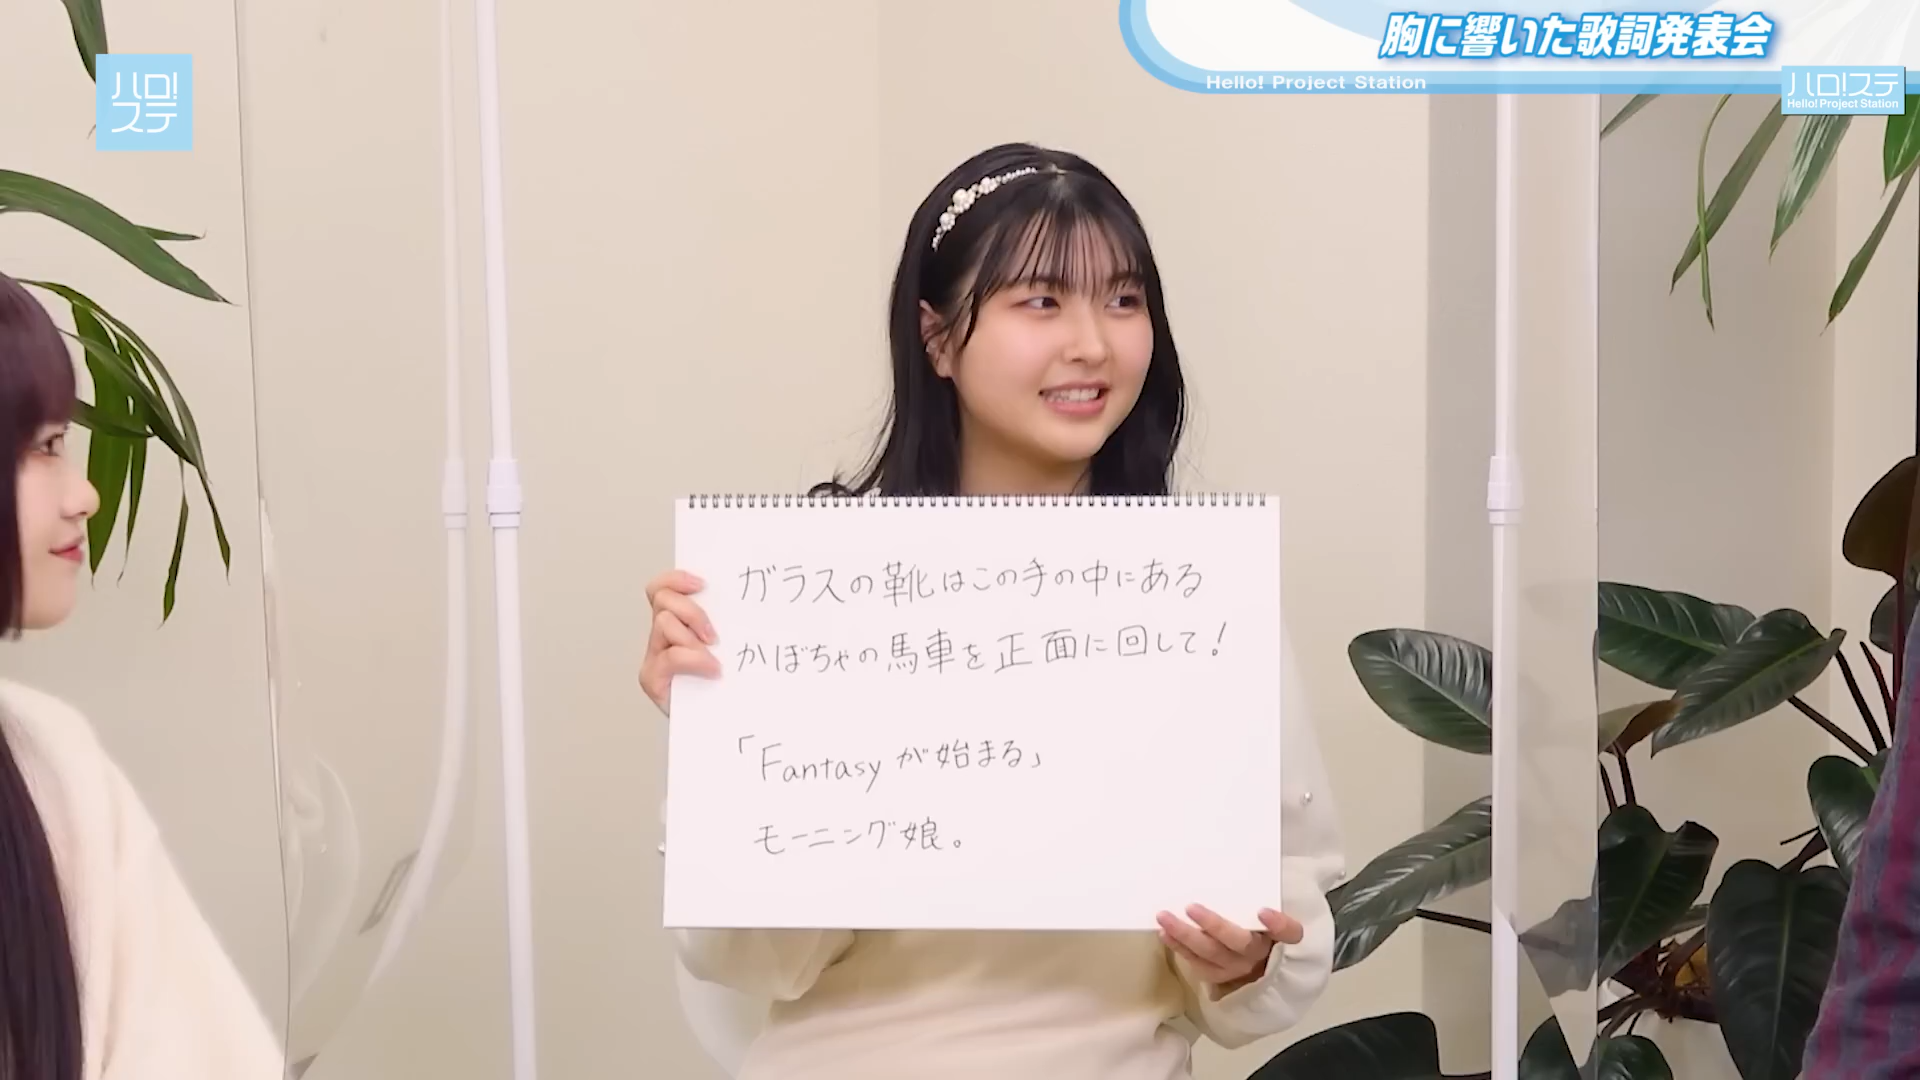 胸に響いた歌詞発表会
Hello! Project Station
ハロ!
ステ
ハロ!ステ
Hello! Project Station
ガラスの靴はこの手の中にある
かぼちゃの馬車を正面に回して!
「Fantasyが始まる」
モーニング娘。